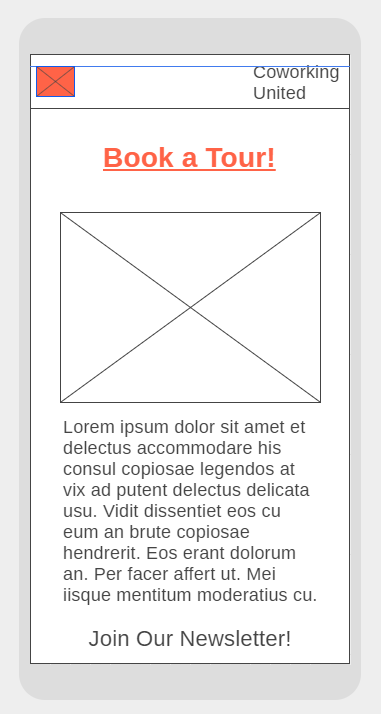 Coworking
United
Book a Tour!
Lorem ipsum dolor sit amet et
delectus accommodare his
consul copiosae legendos at
vix ad putent delectus delicata
usu. Vidit dissentiet eos cu
eum an brute copiosae
hendrerit. Eos erant dolorum
an. Per facer affert ut. Mei
iisque mentitum moderatius cu.
Join Our Newsletter!